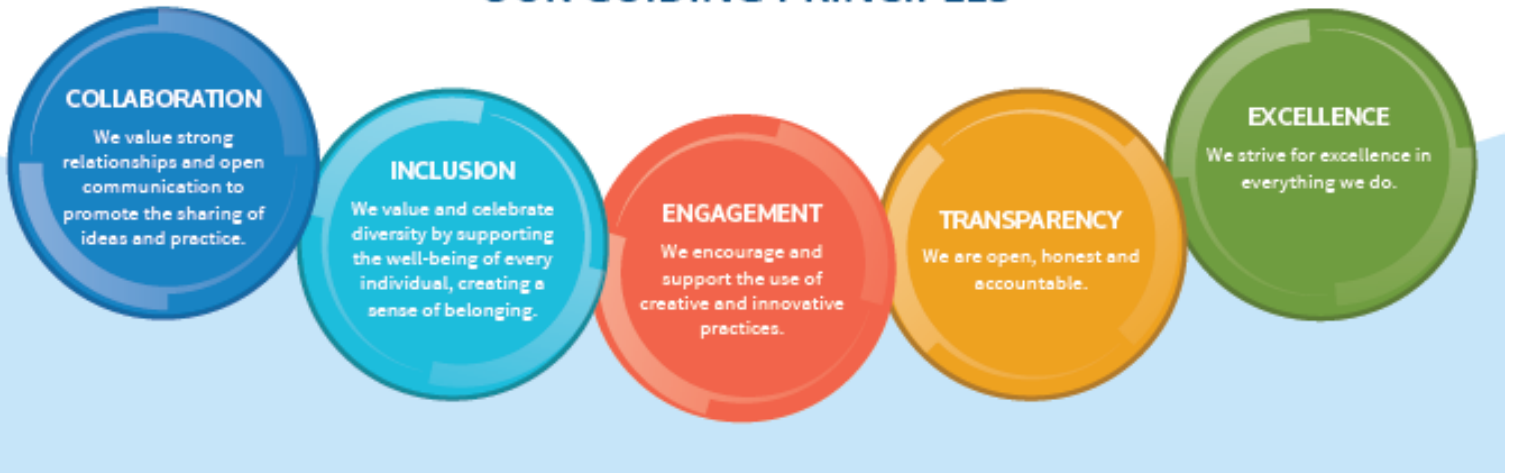 OUR GUIDING PRINCIPLES
COLLABORATION
We value strong
relationships and open
communication to
promote the sharing of
ideas and practice.
INCLUSION
We value and celebrate
diversity by supporting
the well-being of every
individual, creating a
sense of belonging.
ENGAGEMENT
We encourage and
support the use of
creative and innovative
practices.
TRANSPARENCY
We are open, honest and
accountable.
EXCELLENCE
We strive for excellence in
everything we do.